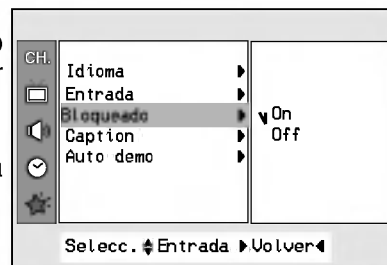 CH.
Idioma
Entrada
Bloqueado
Caption
Auto demo
On
Off
Selecc. Entrada Volver